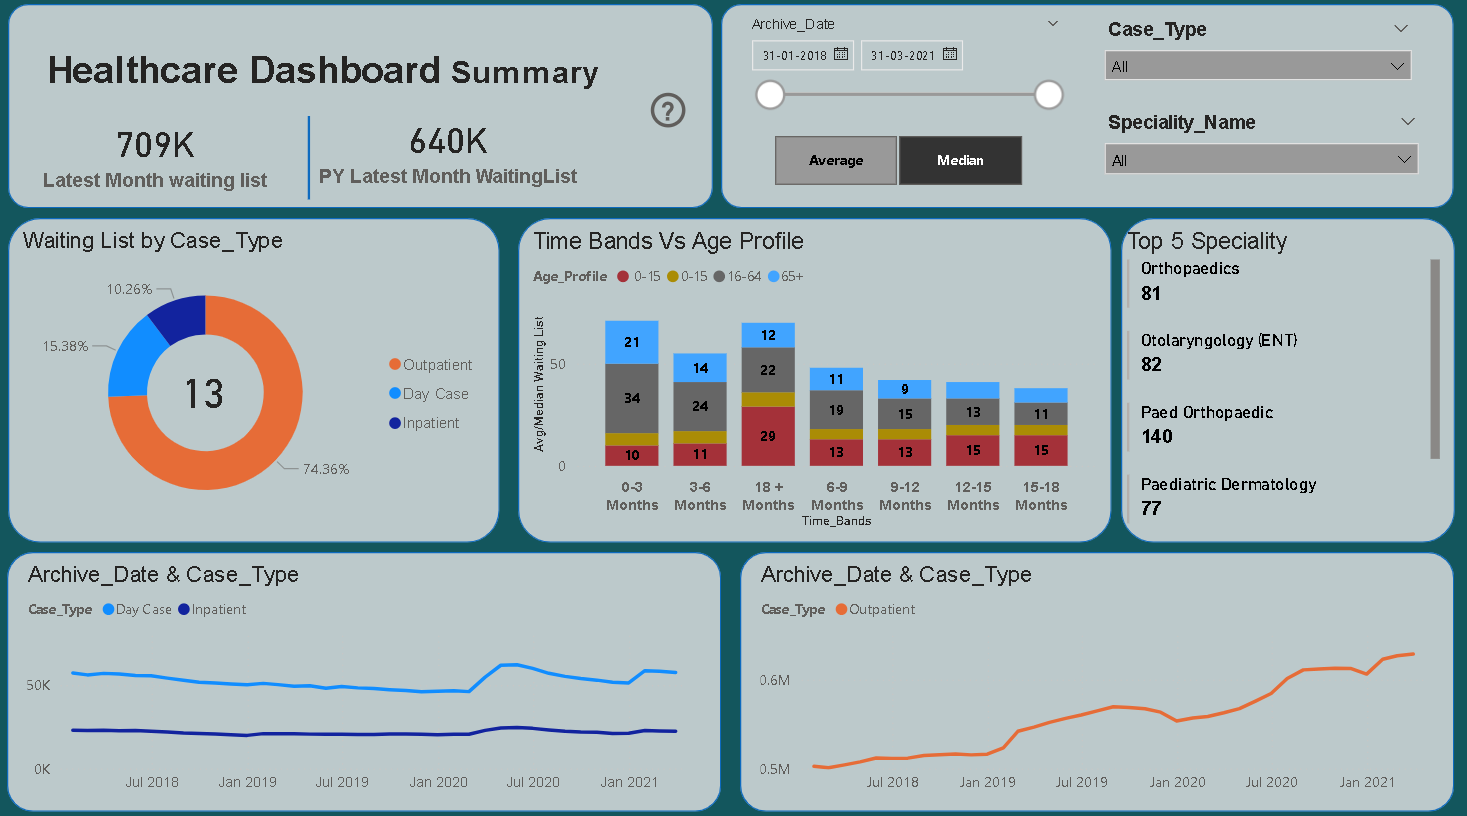 Healthcare Dashboard Summary
709K
Latest Month waiting list
640K
PY Latest Month WaitingList
?
Archive_Date
31-01-2018
31-03-2021
Average
Median
Case_Type
All
Speciality_Name
All
Waiting List by Case_Type
10.26%
15.38%
13
74.36%
Outpatient
Day Case
Inpatient
Time Bands Vs Age Profile
Age_Profile 0-15 0-15 16-64 65+
Avg/Median Waiting List
50
0
21
34
10
14
24
11
12
22
29
11
19
13
9
15
13
13
15
11
15
0-3 Months
3-6 Months
18 + Months
6-9 Months
9-12 Months
12-15 Months
15-18 Months
Time_Bands
Top 5 Speciality
Orthopaedics
81
Otolaryngology (ENT)
82
Paed Orthopaedic
140
Paediatric Dermatology
77
Archive_Date & Case_Type
Case_Type Day Case Inpatient
50K
0K
Jul 2018 Jan 2019 Jul 2019 Jan 2020 Jul 2020 Jan 2021
Archive_Date & Case_Type
Case_Type Outpatient
0.6M
0.5M
Jul 2018 Jan 2019 Jul 2019 Jan 2020 Jul 2020 Jan 2021